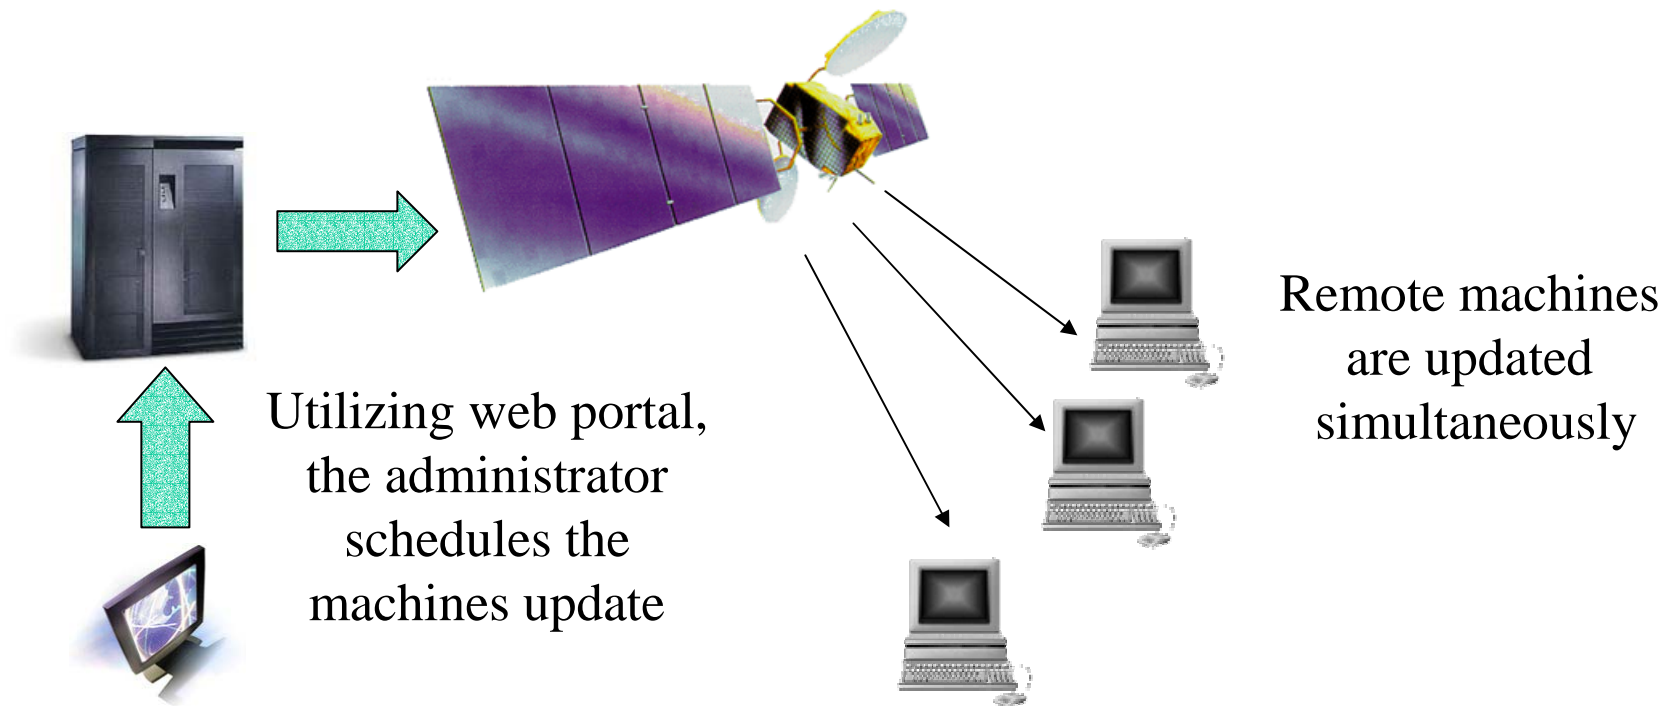 Utilizing web portal,
the administrator
schedules the
machines update
Remote machines
are updated
simultaneously